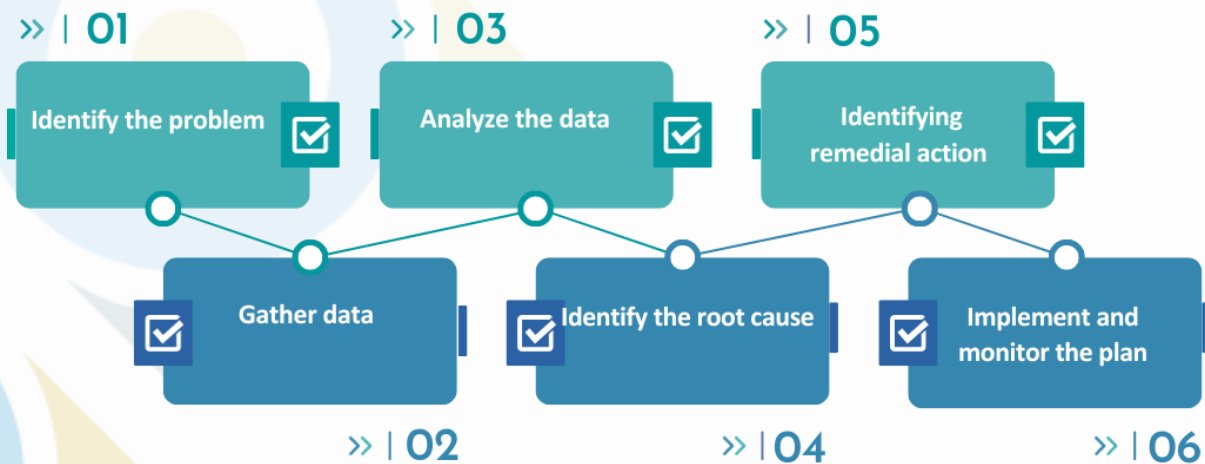 01
Identify the problem
Gather data
02
03
Analyze the data
Identify the root cause
04
05
Identifying
remedial action
Implement and
monitor the plan
06